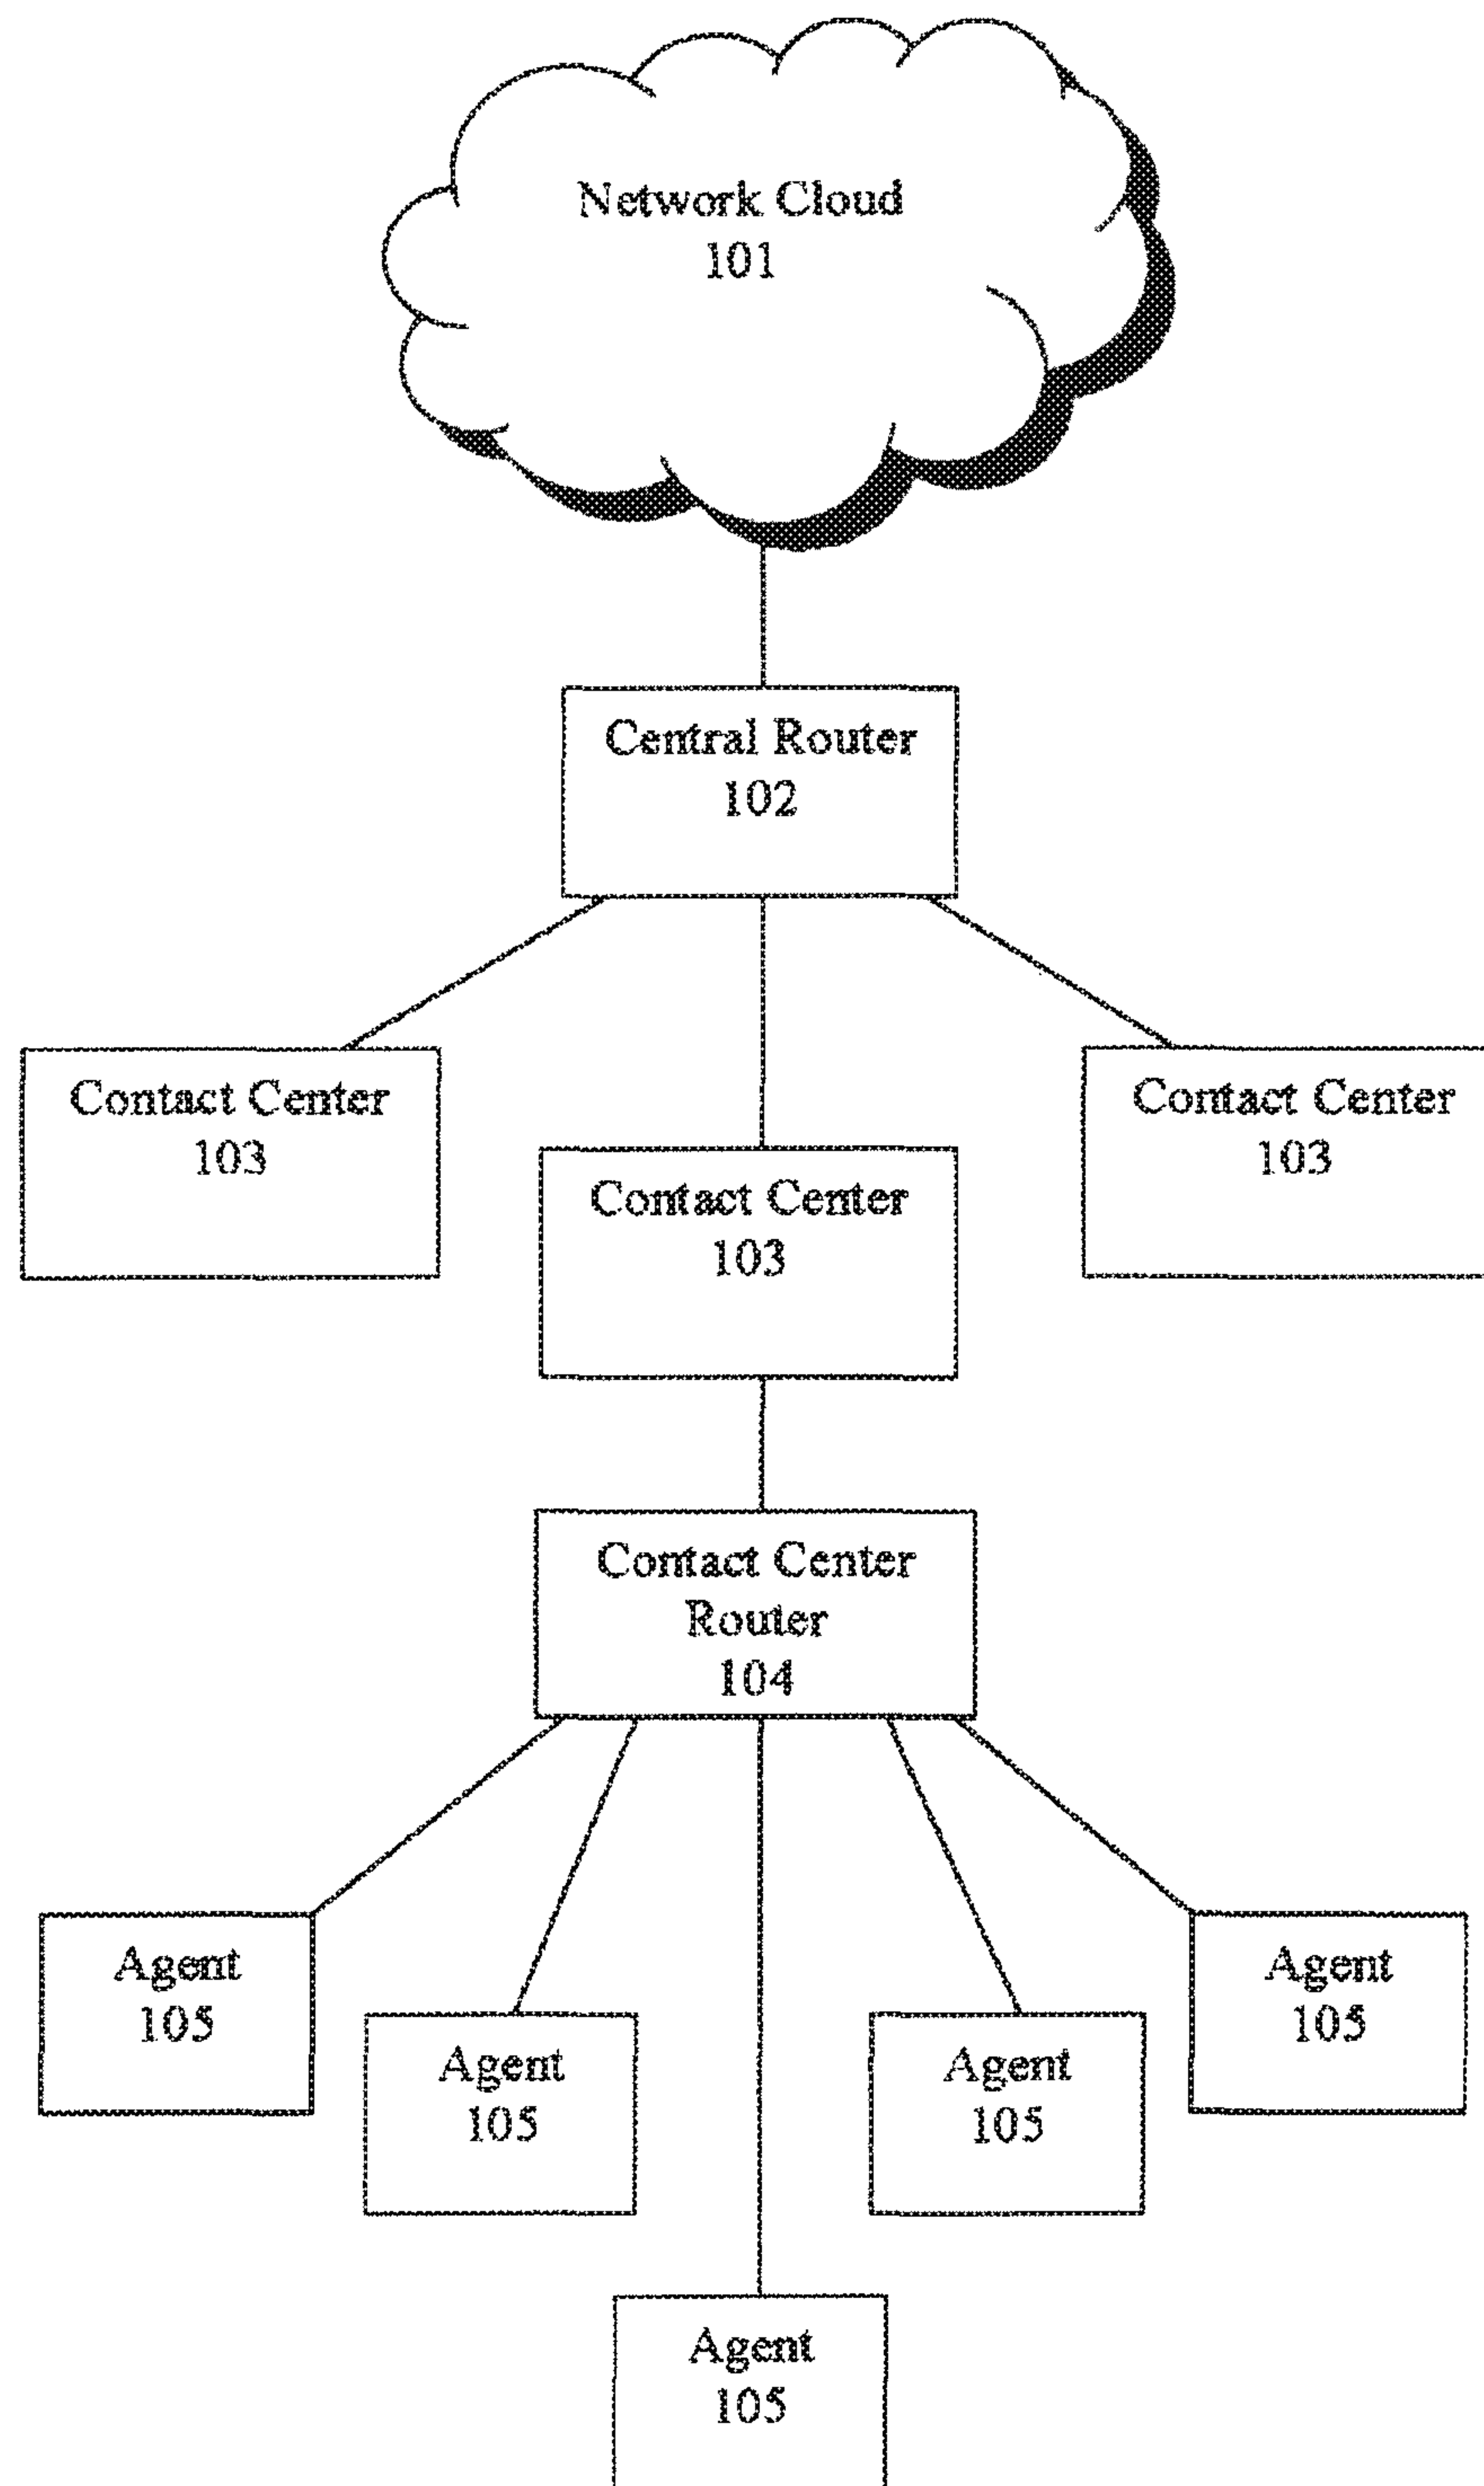 Network Cloud
101
Central Router
102
Contact Center
103
Contact Center
103
Contact Center
103
Contact Center
Router
104
Agent
105
Agent
105
Agent
105
Agent
105
Agent
105